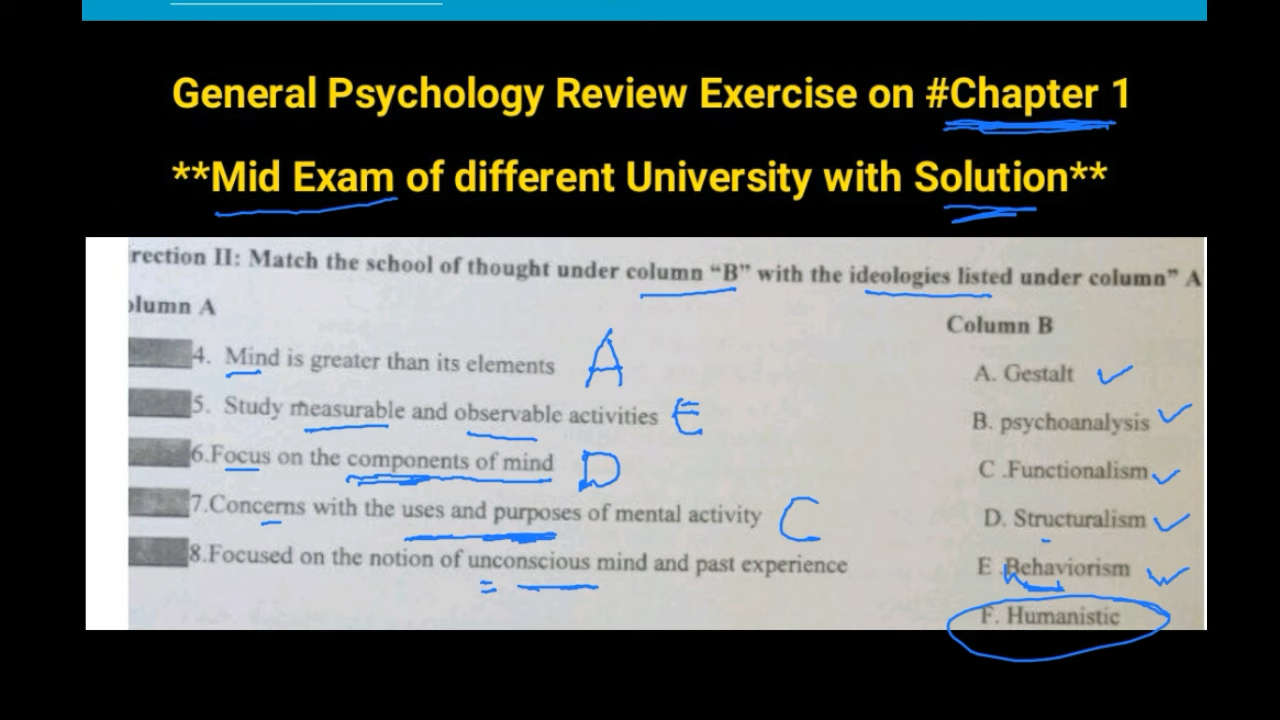 General Psychology Review Exercise on #Chapter 1
**Mid Exam of different University with Solution**
rection II: Match the school of thought under column “B” with the ideologies listed under column” A
olumn A
Column B
4. Mind is greater than its elements A
A. Gestalt
5. Study measurable and observable activities E
B. psychoanalysis
6.Focus on the components of mind D
C .Functionalism
7.Concerns with the uses and purposes of mental activity C
D. Structuralism
8.Focused on the notion of unconscious mind and past experience
E .Behaviorism
F. Humanistic